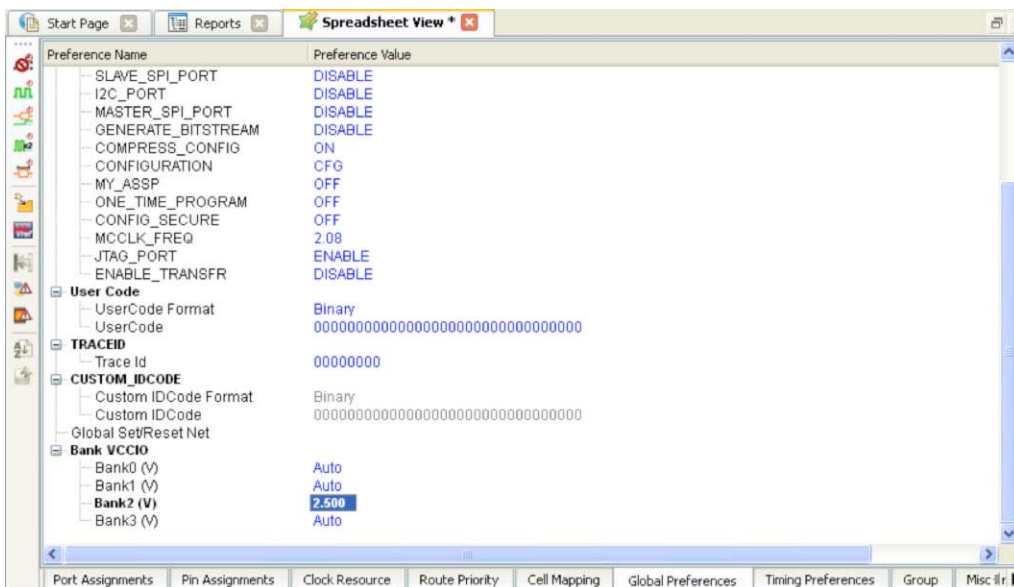 Start Page Reports Spreadsheet View *
Preference Name Preference Value
SLAVE_SPI_PORT DISABLE
I2C_PORT DISABLE
MASTER_SPI_PORT DISABLE
GENERATE_BITSTREAM DISABLE
COMPRESS_CONFIG ON
CONFIGURATION CFG
MY_ASSP OFF
ONE_TIME_PROGRAM OFF
CONFIG_SECURE OFF
MCCLK_FREQ 2.08
JTAG_PORT ENABLE
ENABLE_TRANSFR DISABLE
User Code
UserCode Format Binary
UserCode 00000000000000000000000000000000
TRACEID
Trace Id 00000000
CUSTOM_IDCODE
Custom IDCode Format Binary
Custom IDCode 00000000000000000000000000000000
Global Set/Reset Net
Bank VCCIO
Bank0 (V) Auto
Bank1 (V) Auto
Bank2 (V) 2.500
Bank3 (V) Auto
Port Assignments Pin Assignments Clock Resource Route Priority Cell Mapping Global Preferences Timing Preferences Group